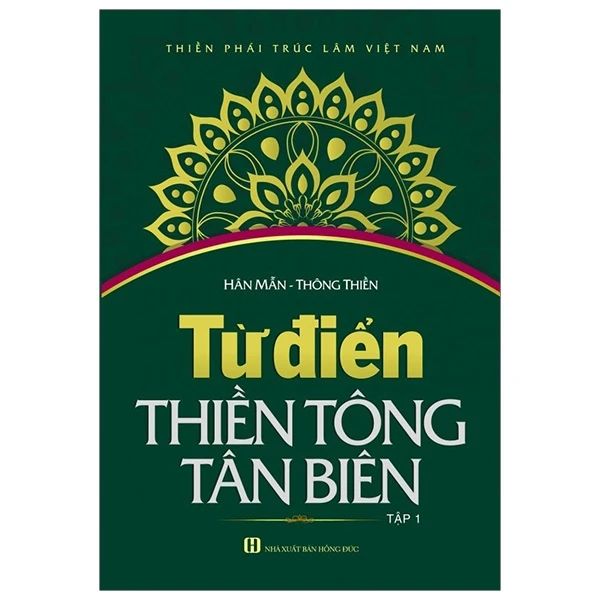 THIỀN PHÁI TRÚC LÂM VIỆT NAM
HÂN MẪN - THÔNG THIỀN
Từ điển
THIỀN TÔNG
TÂN BIÊN
TẬP 1
NHÀ XUẤT BẢN HỒNG ĐỨC